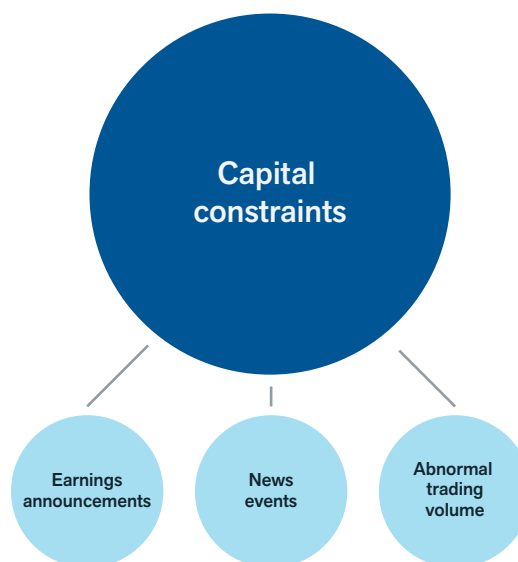 Capital
constraints
Earnings
announcements
News
events
Abnormal
trading
volume